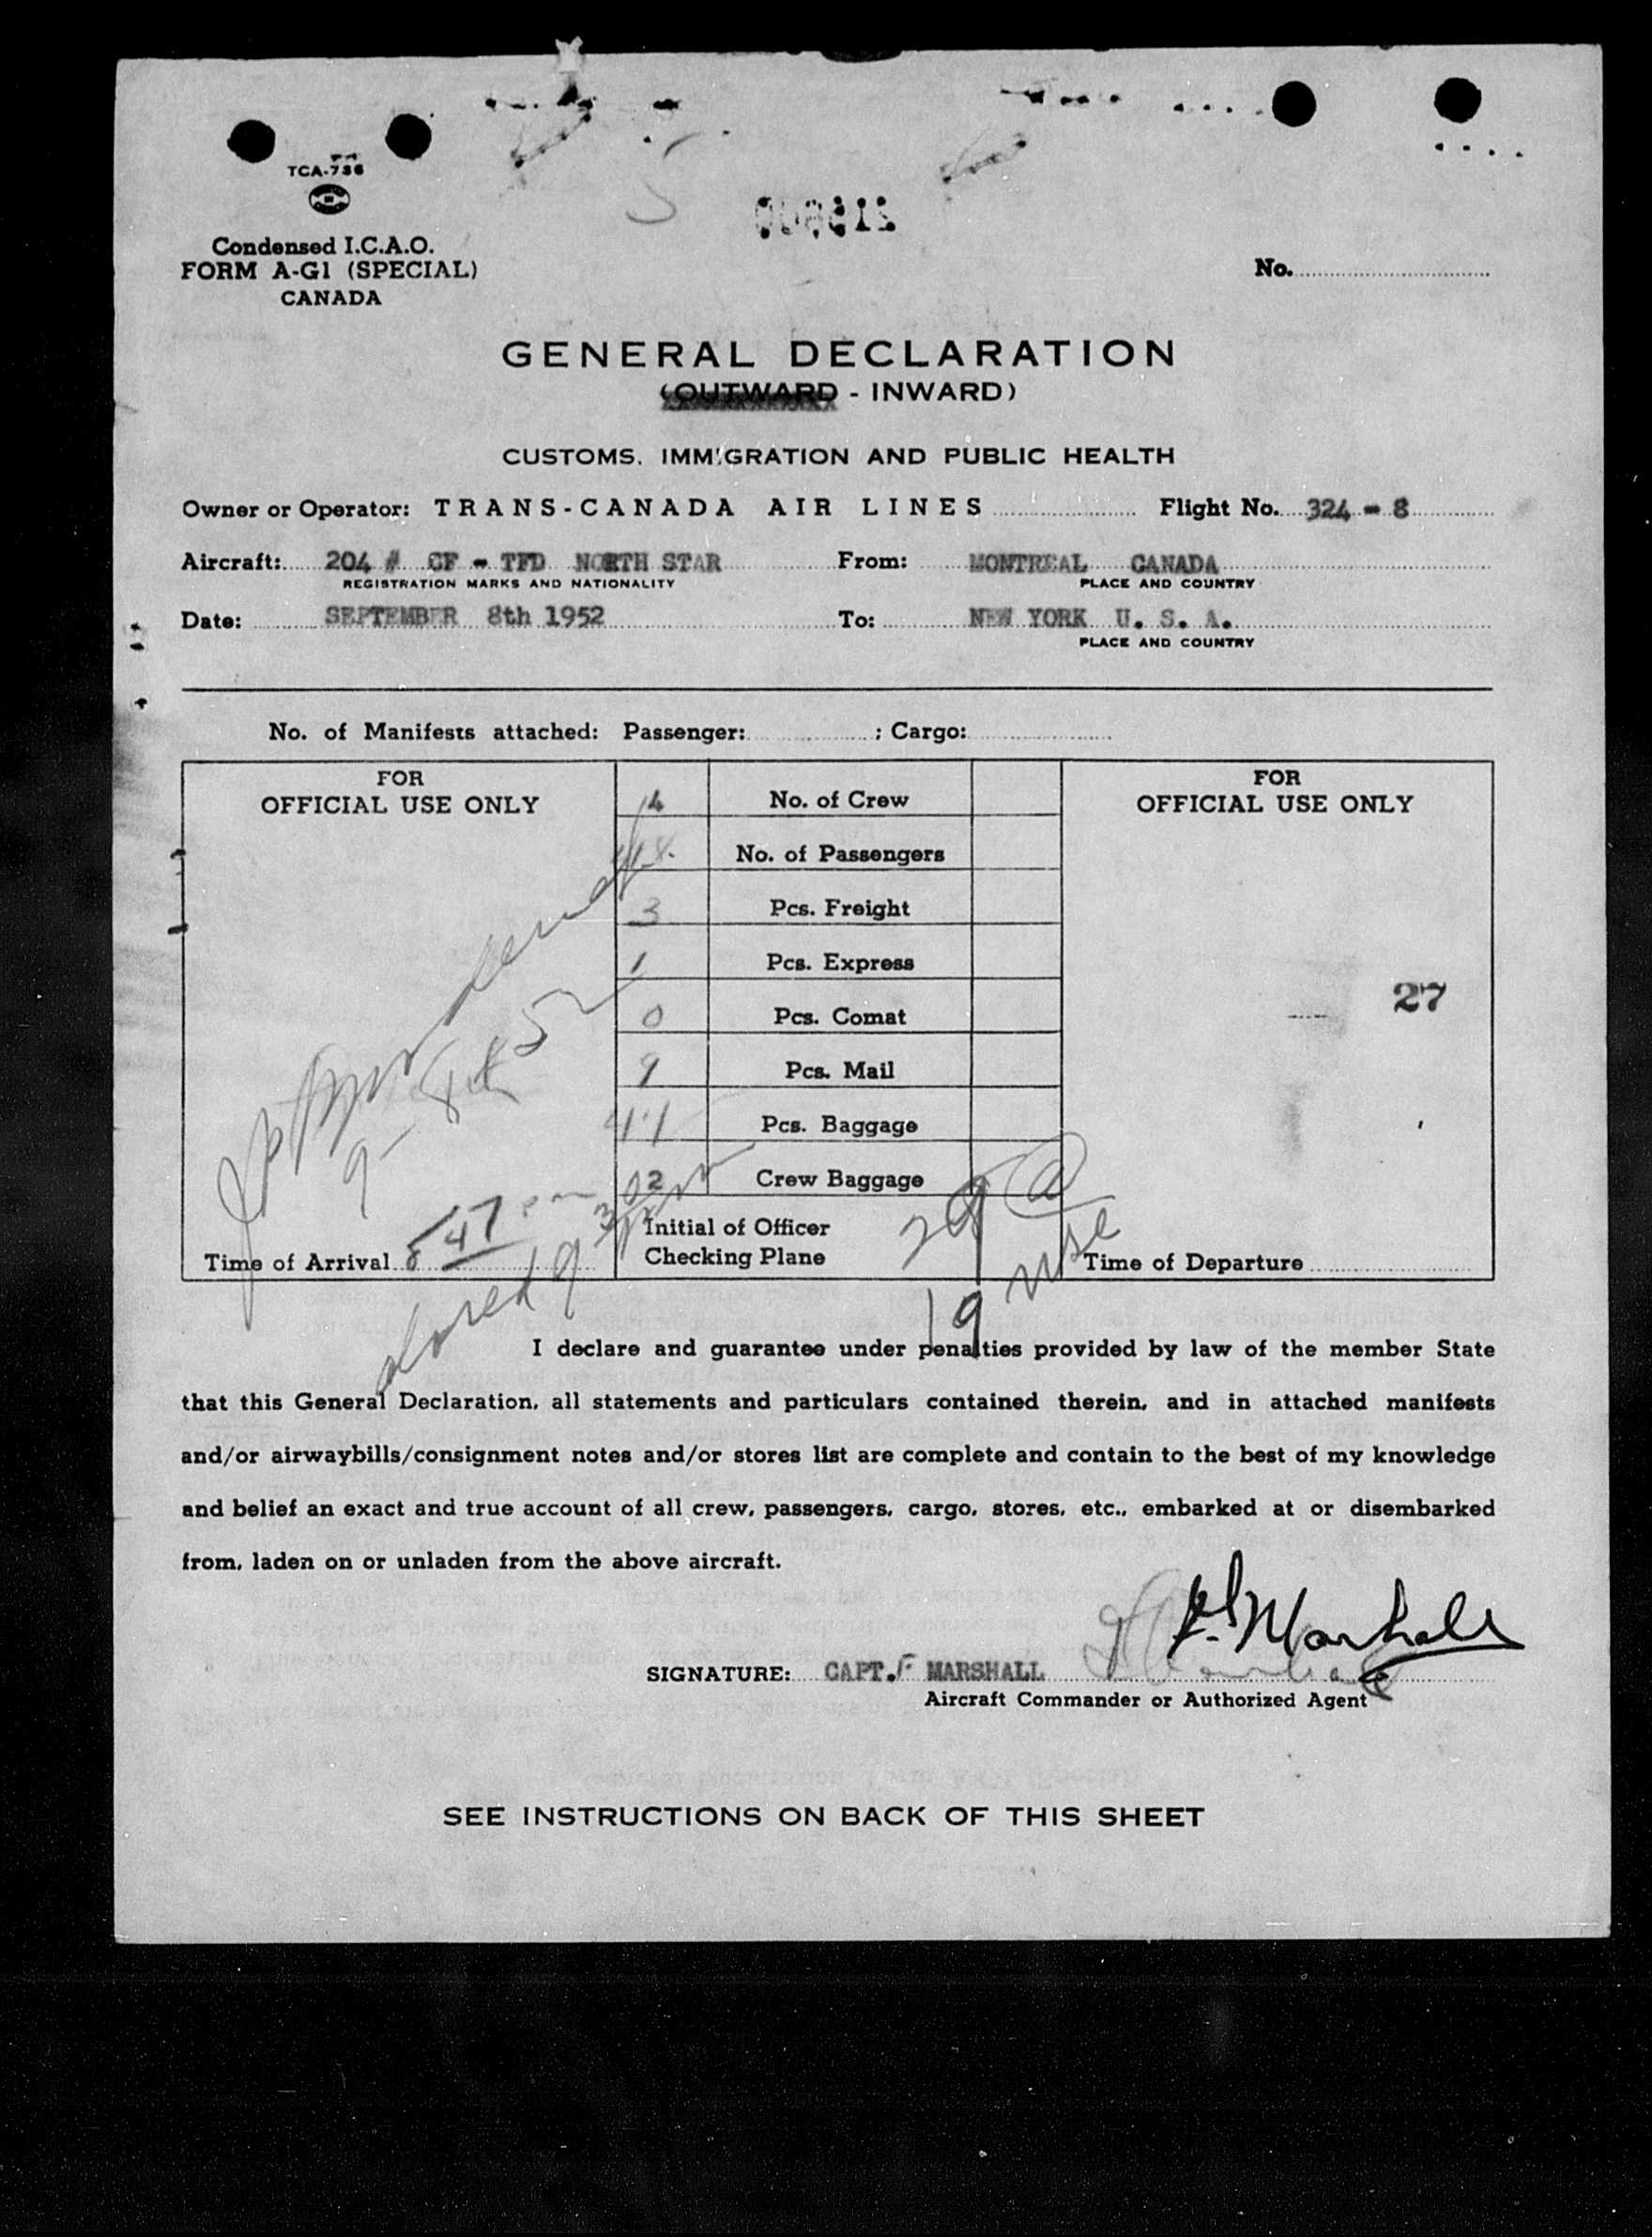 TCA-736
Condensed I.C.A.O.
FORM A-G1 (SPECIAL)
CANADA
No.
GENERAL DECLARATION
(OUTWARD - INWARD)
CUSTOMS, IMMIGRATION AND PUBLIC HEALTH
Owner or Operator: TRANS-CANADA AIR LINES Flight No. 324 - 8
Aircraft: 204 # CF - TFD NORTH STAR From: MONTREAL CANADA
REGISTRATION MARKS AND NATIONALITY PLACE AND COUNTRY
Date: SEPTEMBER 8th 1952 To: NEW YORK U. S. A.
PLACE AND COUNTRY
No. of Manifests attached: Passenger: ; Cargo:
FOR
OFFICIAL USE ONLY
4 No. of Crew
No. of Passengers
3 Pcs. Freight
1 Pcs. Express
0 Pcs. Comat
9 Pcs. Mail
41 Pcs. Baggage
2 Crew Baggage
Initial of Officer
Checking Plane
FOR
OFFICIAL USE ONLY
27
9-8-52
Time of Arrival 8 47 pm
Time of Departure
19
I declare and guarantee under penalties provided by law of the member State
that this General Declaration, all statements and particulars contained therein, and in attached manifests
and/or airwaybills/consignment notes and/or stores list are complete and contain to the best of my knowledge
and belief an exact and true account of all crew, passengers, cargo, stores, etc., embarked at or disembarked
from, laden on or unladen from the above aircraft.
F. Marshall
SIGNATURE: CAPT. F MARSHALL
Aircraft Commander or Authorized Agent
SEE INSTRUCTIONS ON BACK OF THIS SHEET